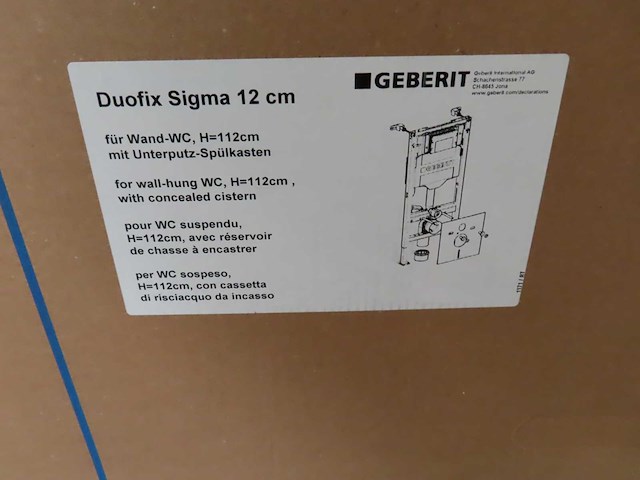 Duofix Sigma 12 cm
für Wand-WC, H=112cm
mit Unterputz-Spülkasten
for wall-hung WC, H=112cm ,
with concealed cistern
pour WC suspendu,
H=112cm, avec réservoir
de chasse à encastrer
per WC sospeso,
H=112cm, con cassetta
di risciacquo da incasso
GEBERIT
Geberit International AG
Schachenstrasse 77
CH-8645 Jona
www.geberit.com/declarations
GEBERIT